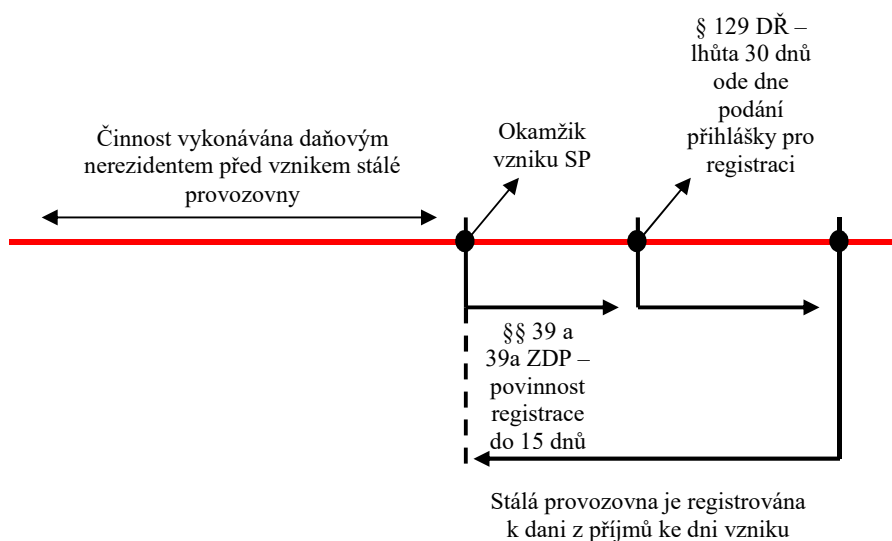 Činnost vykonávána daňovým
nerezidentem před vznikem stálé
provozovny
Okamžik
vzniku SP
§ 129 DŘ –
lhůta 30 dnů
ode dne
podání
přihlášky pro
registraci
§§ 39 a
39a ZDP –
povinnost
registrace
do 15 dnů
Stálá provozovna je registrována
k dani z příjmů ke dni vzniku